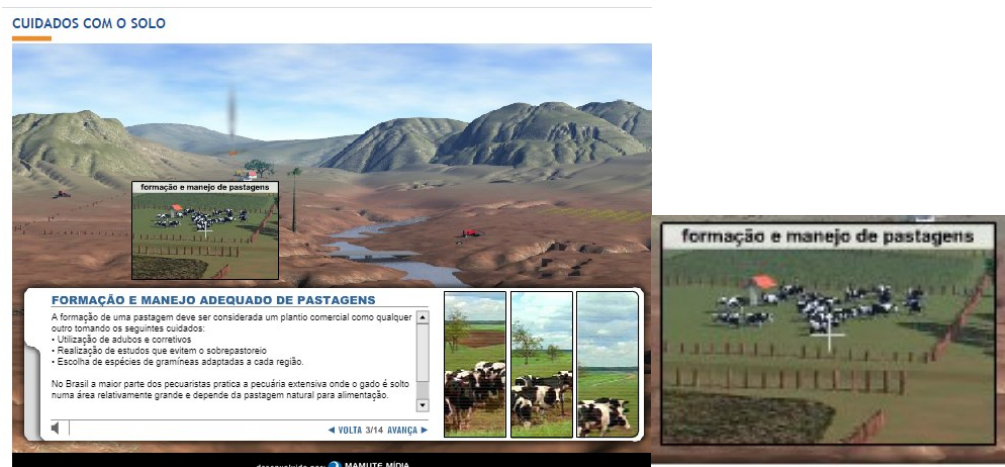 CUIDADOS COM O SOLO
formação e manejo de pastagens
formação e manejo de pastagens
FORMAÇÃO E MANEJO ADEQUADO DE PASTAGENS
A formação de uma pastagem deve ser considerada um plantio comercial como qualquer
outro tomando os seguintes cuidados:
• Utilização de adubos e corretivos
• Realização de estudos que evitem o sobrepastoreio
• Escolha de espécies de gramíneas adaptadas a cada região.
No Brasil a maior parte dos pecuaristas pratica a pecuária extensiva onde o gado é solto
numa área relativamente grande e depende da pastagem natural para alimentação.
VOLTA 3/14 AVANÇA
desenvolvido por: MAMUTE MÍDIA